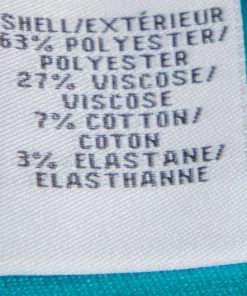 SHELL/EXTÉRIEUR
63% POLYESTER/
POLYESTER
27% VISCOSE/
VISCOSE
7% COTTON/
COTON
3% ELASTANE/
ELASTHANNE